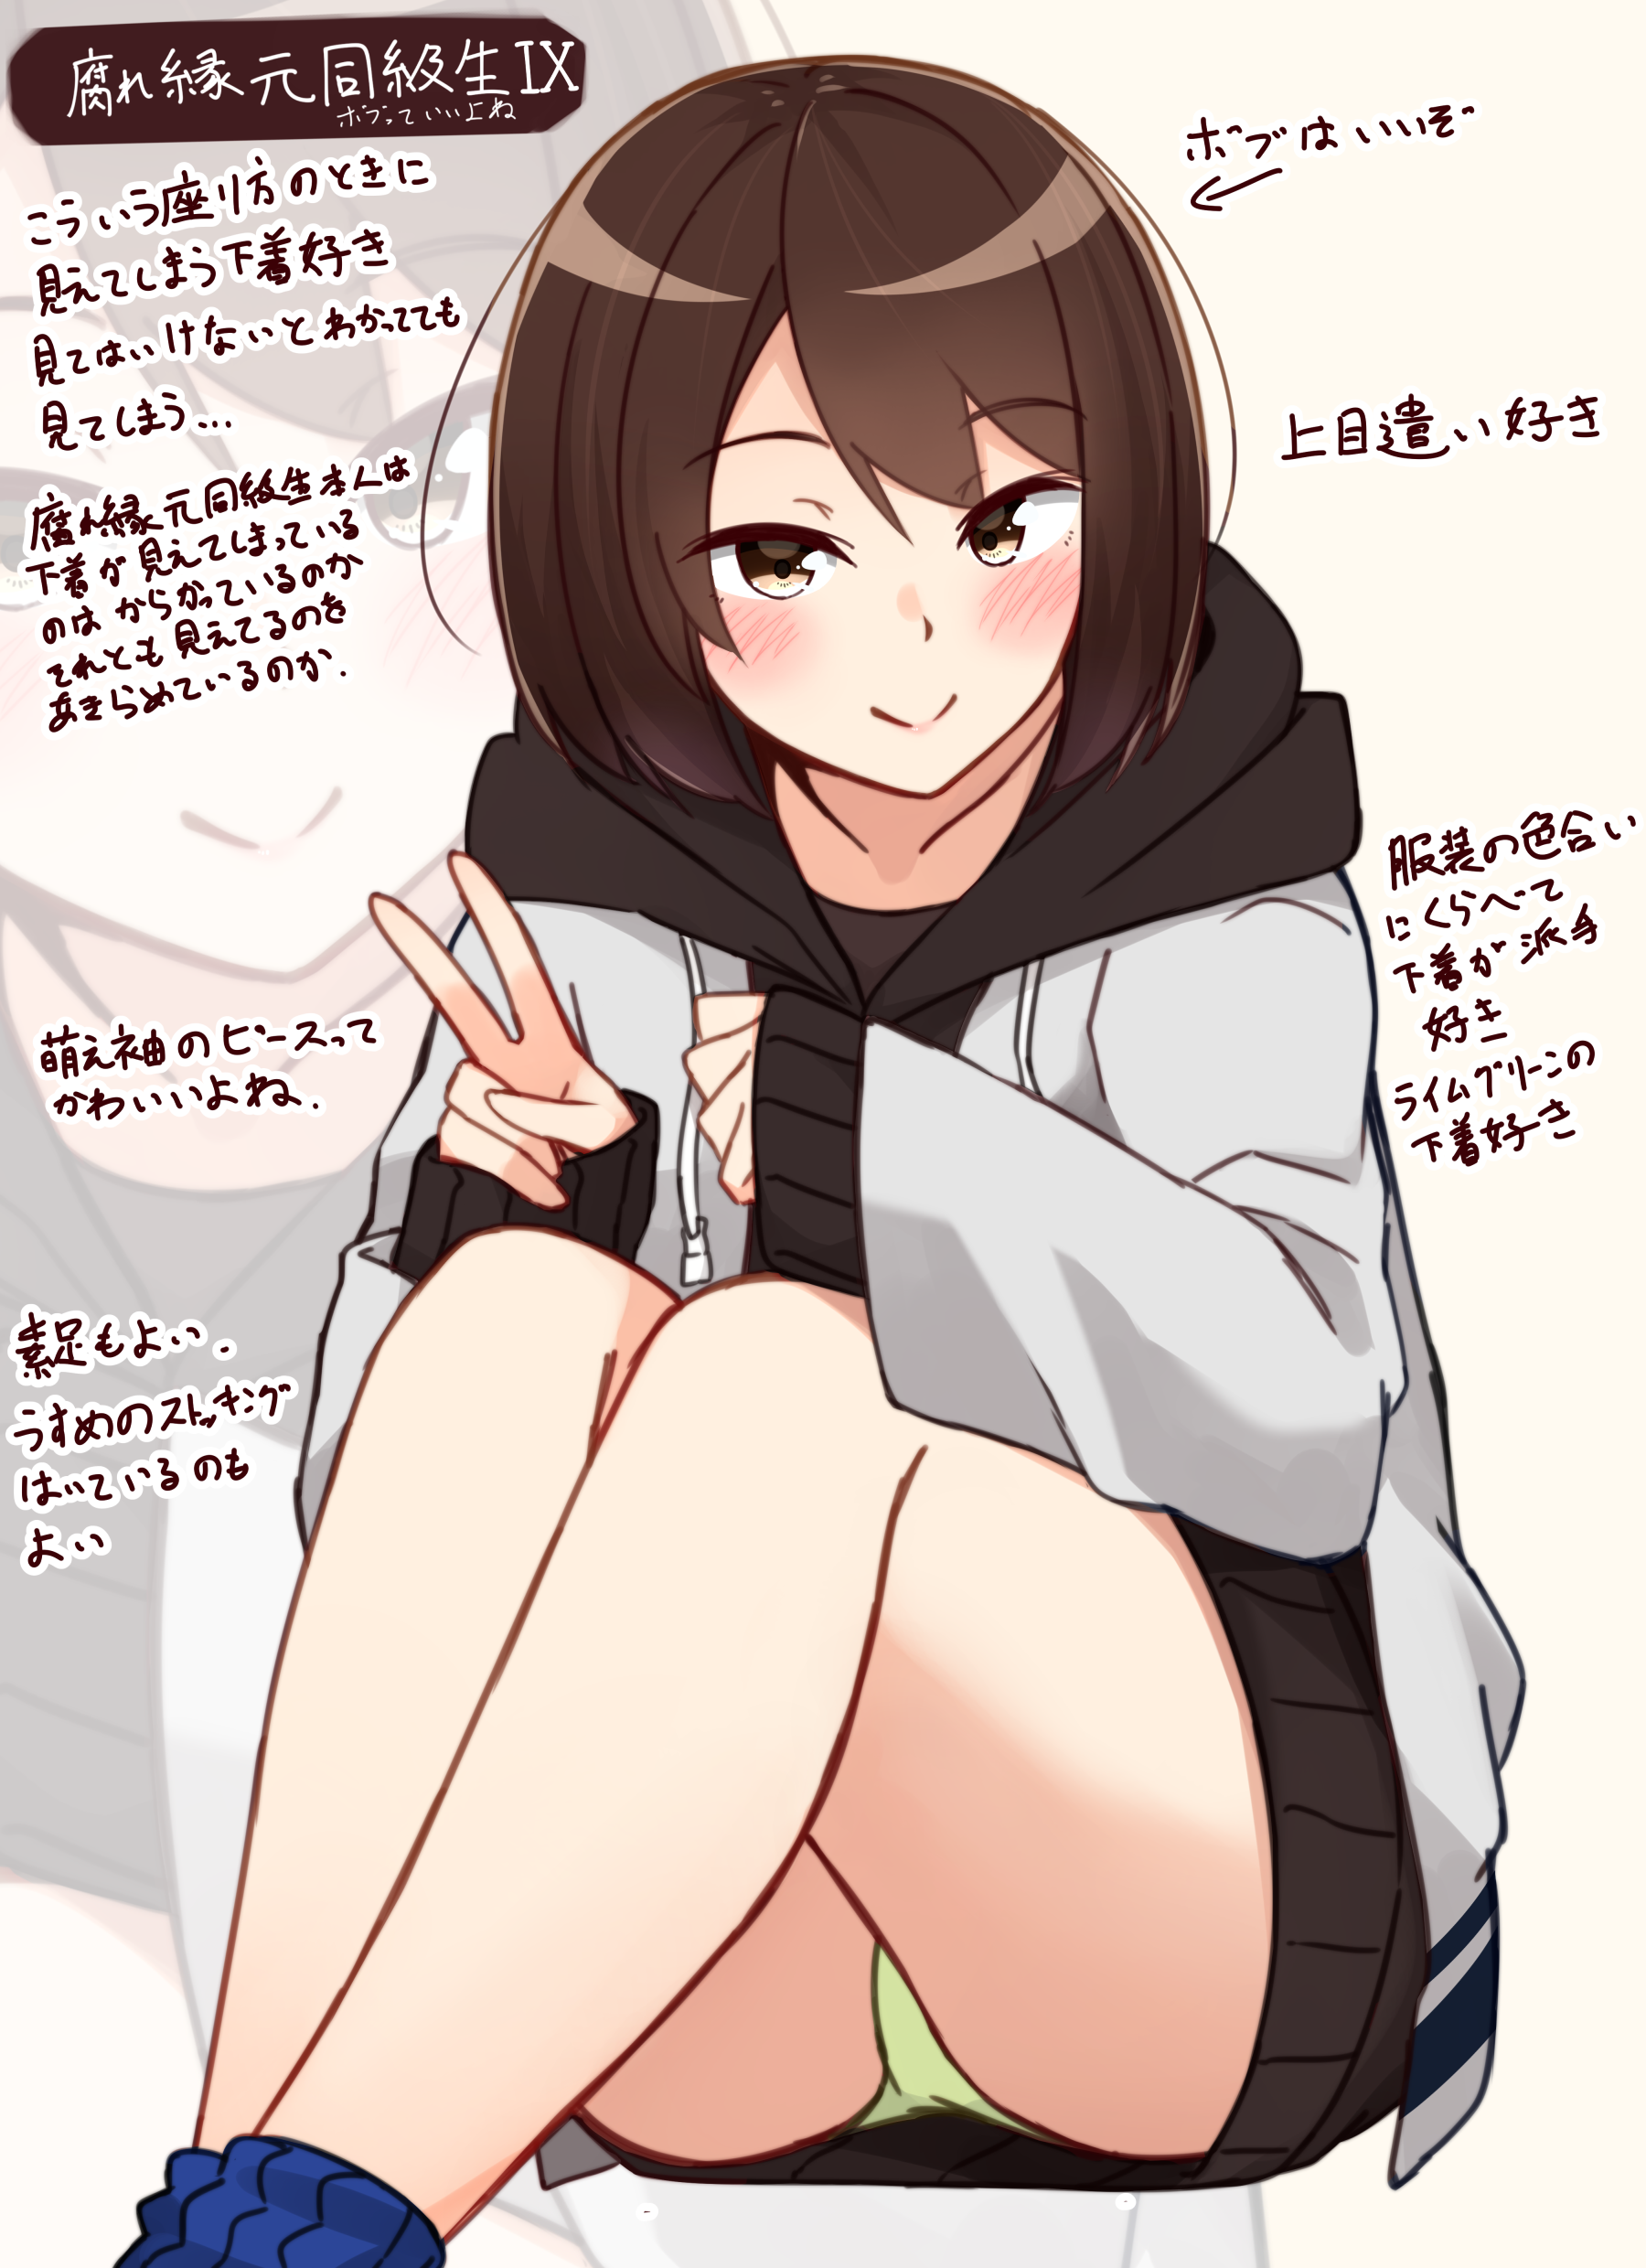 腐れ縁元同級生IX
ボブっていいよね
こういう座り方のときに
見えてしまう下着好き
見てはいけないとわかってても
見てしまう…
腐れ縁元同級生本人は
下着が見えてしまっている
のはからかっているのか
それとも見えてるのを
あきらめているのか.
萌え袖のピースって
かわいいよね.
素足もよい.
うすめのストッキング
はいているのも
よい
ボブはいいぞ
←
上目遣い好き
服装の色合い
にくらべて
下着が派手
好き
ライムグリーンの
下着好き